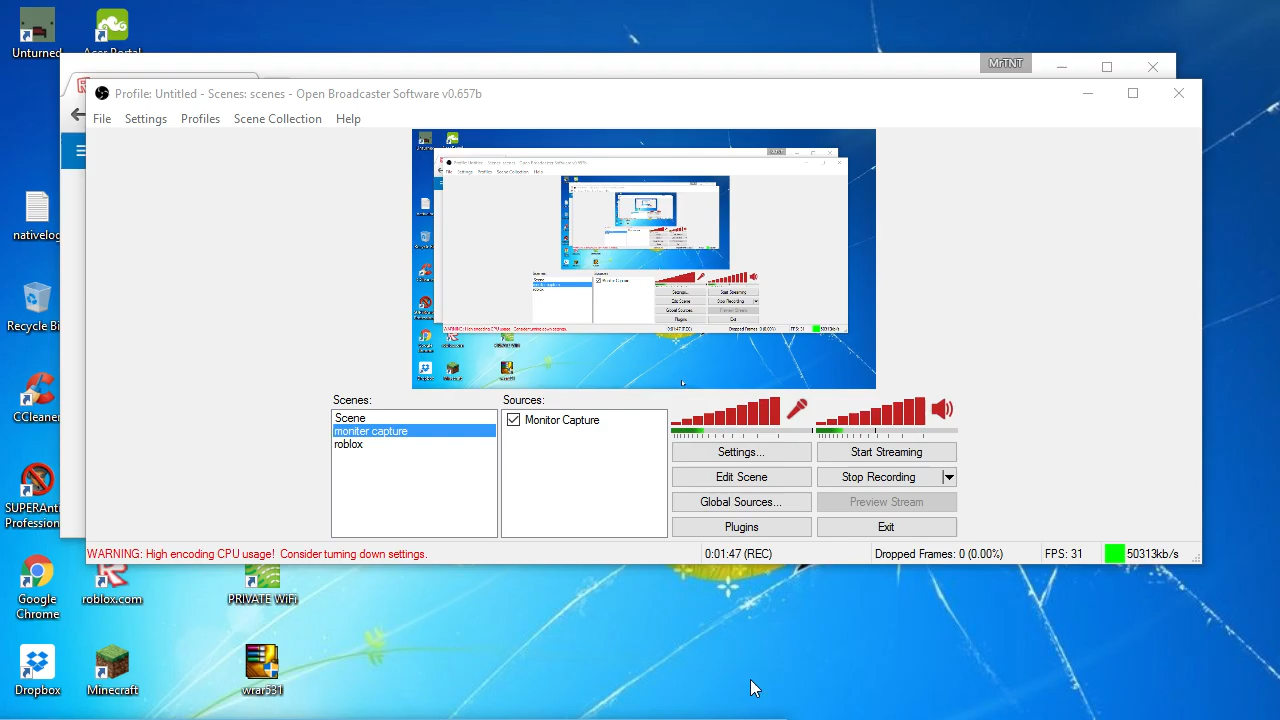 Unturned
Acer Portal
MrTNT
Profile: Untitled - Scenes: scenes - Open Broadcaster Software v0.657b
File Settings Profiles Scene Collection Help
nativelog
Recycle Bi
CCleaner
SUPERAnti
Profession
Scenes:
Scene
moniter capture
roblox
Sources:
Monitor Capture
Settings...
Start Streaming
Edit Scene
Stop Recording
Global Sources...
Preview Stream
Plugins
Exit
WARNING: High encoding CPU usage! Consider turning down settings.
0:01:47 (REC)
Dropped Frames: 0 (0.00%)
FPS: 31
50313kb/s
Google
Chrome
roblox.com
PRIVATE WiFi
Dropbox
Minecraft
wrar531